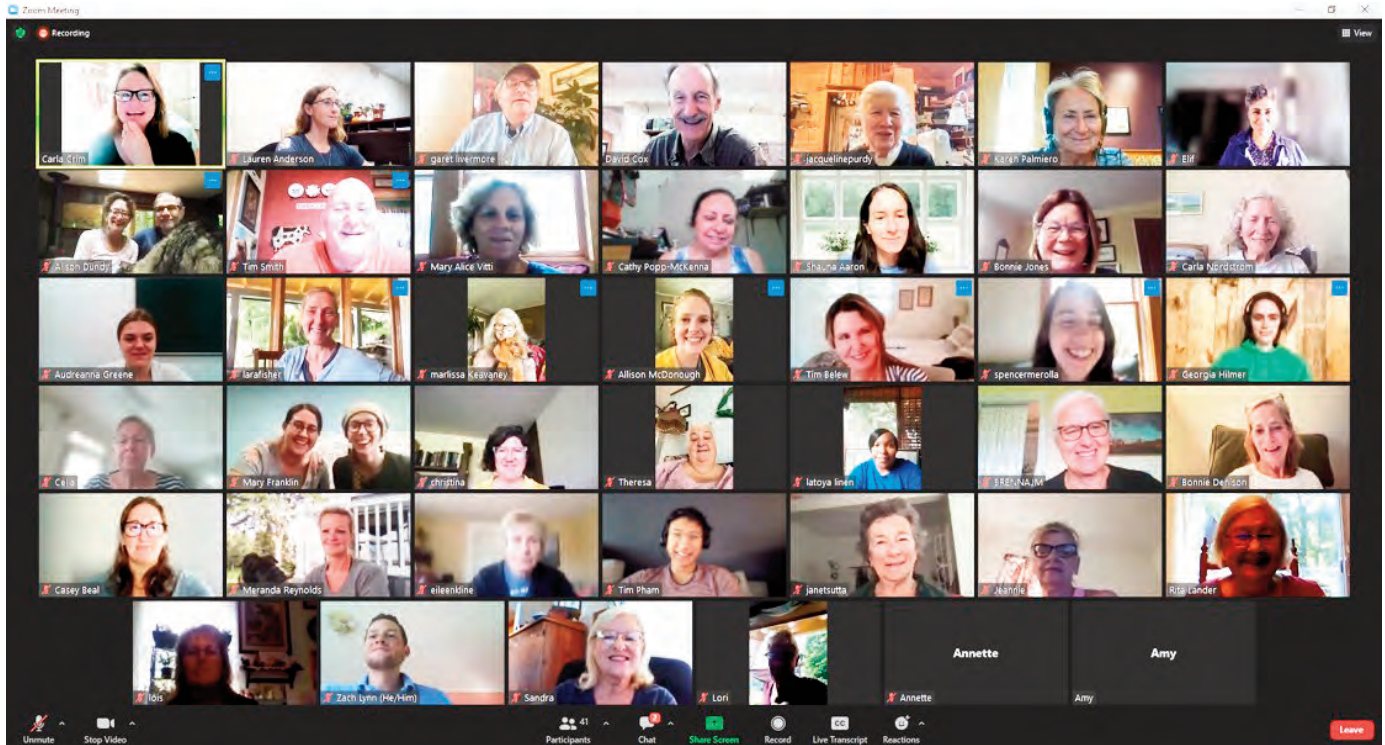 Zoom Meeting
Recording
View
Carla Crim
Lauren Anderson
garet livermore
David Cox
jacquelinepurdy
Karen Palmiero
Elif
Alison Dundy
Tim Smith
Mary Alice Vitti
Cathy Popp-McKenna
Shauna Aaron
Bonnie Jones
Carla Nordstrom
Audreanna Greene
larafisher
marlissa Keavaney
Allison McDonough
Tim Belew
spencermerolla
Georgia Hilmer
Celia
Mary Franklin
christina
Theresa
latoya linen
BRENNAJM
Bonnie Denison
Casey Beal
Meranda Reynolds
eileenkline
Tim Pham
janetsutta
Jeannie
Rita Lander
lois
Zach Lynn (He/Him)
Sandra
Lori
Annette
Annette
Amy
Amy
Unmute
Stop Video
Participants
41
Chat
2
Share Screen
Record
CC
Live Transcript
Reactions
Leave